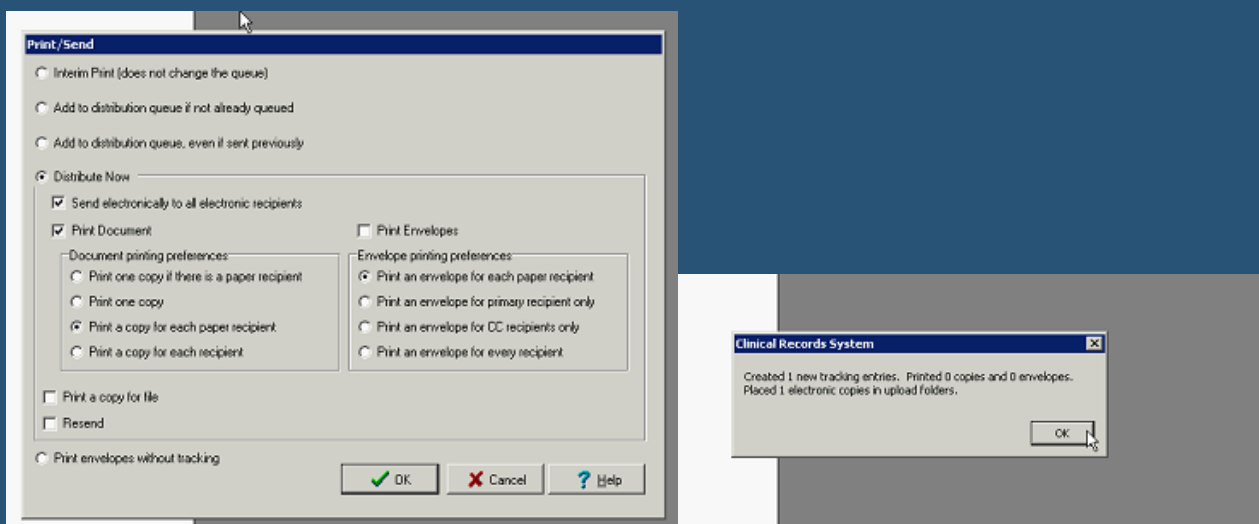 Print/Send
Interim Print (does not change the queue)
Add to distribution queue if not already queued
Add to distribution queue, even if sent previously
Distribute Now
Send electronically to all electronic recipients
Print Document
Print Envelopes
Document printing preferences
Print one copy if there is a paper recipient
Print one copy
Print a copy for each paper recipient
Print a copy for each recipient
Envelope printing preferences
Print an envelope for each paper recipient
Print an envelope for primary recipient only
Print an envelope for CC recipients only
Print an envelope for every recipient
Print a copy for file
Resend
Print envelopes without tracking
OK
Cancel
Help
Clinical Records System
Created 1 new tracking entries. Printed 0 copies and 0 envelopes.
Placed 1 electronic copies in upload folders.
OK